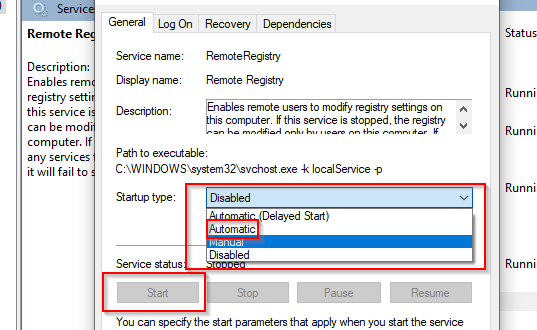 Service
General
Log On
Recovery
Dependencies
Status
Remote Regi
Service name: RemoteRegistry
Display name: Remote Registry
Description:
Enables remo
registry settin
this service is
can be modif
computer. If
any services t
it will fail to s
Description: Enables remote users to modify registry settings on
this computer. If this service is stopped, the registry
can be modified only by users on this computer. If
Path to executable:
C:\WINDOWS\system32\svchost.exe -k localService -p
Startup type: Disabled
Automatic (Delayed Start)
Automatic
Manual
Disabled
Service status: Stopped
Start
Stop
Pause
Resume
You can specify the start parameters that apply when you start the service
Runni
Runni
Runni
Runni